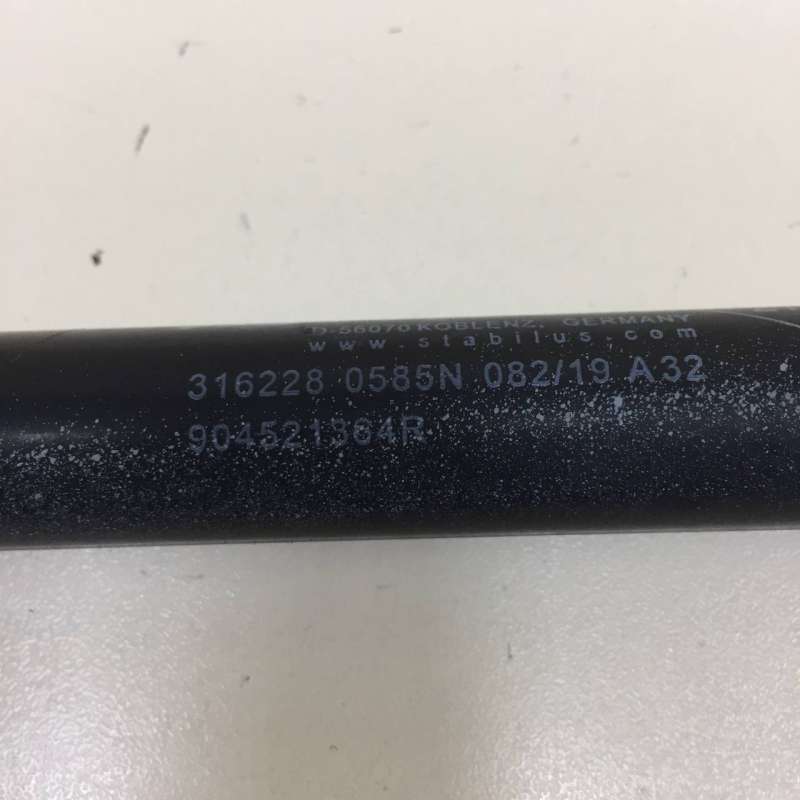 D-56070 KOBLENZ, GERMANY
www.stabilus.com
316228 0585N 082/19 A32
904521364R